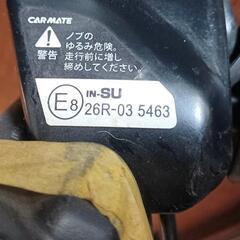 CARMATE
警告
ノブの
ゆるみ危険。
走行前に増し
締めしてください。
E8
IN-SU
26R-03 5463